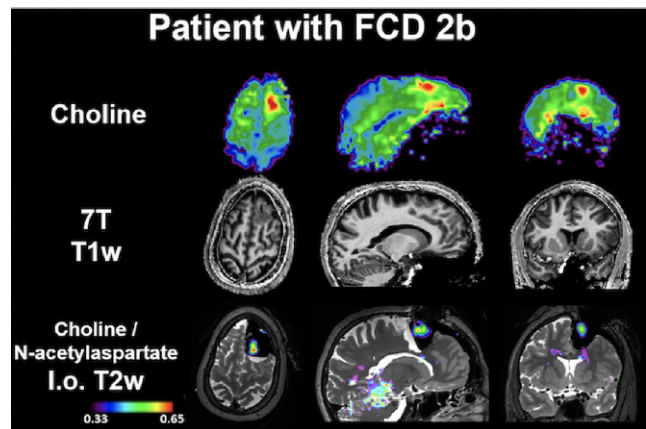 Patient with FCD 2b
Choline
7T
T1w
Choline /
N-acetylaspartate
l.o. T2w
0.33 0.65